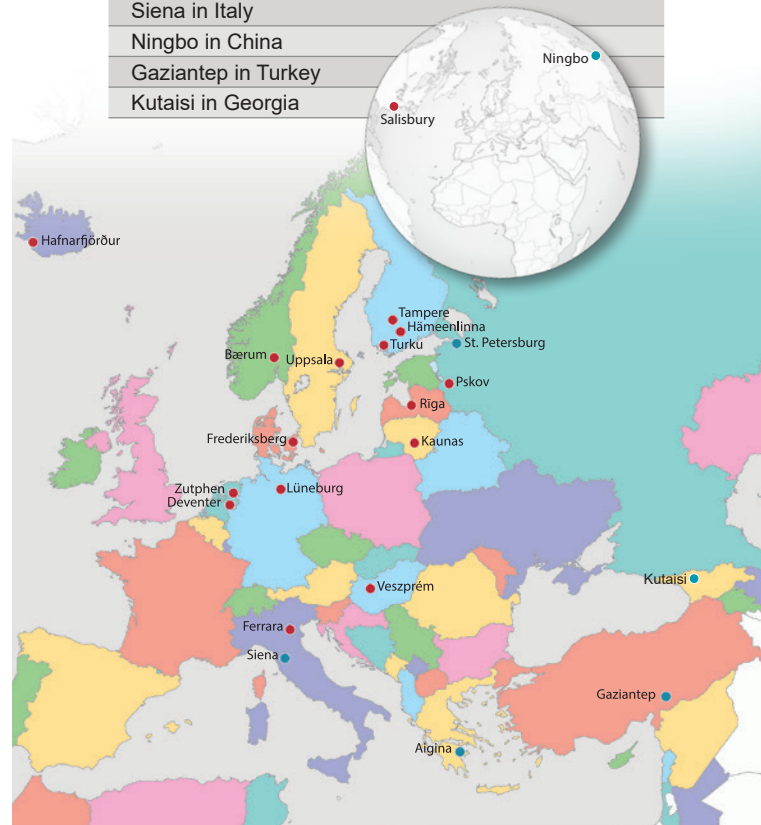 Siena in Italy
Ningbo in China
Gaziantep in Turkey
Kutaisi in Georgia
Ningbo
Salisbury
Hafnarfjörður
Tampere
Hämeenlinna
Turku
St. Petersburg
Bærum
Uppsala
Pskov
Rīga
Frederiksberg
Kaunas
Zutphen
Lüneburg
Deventer
Kutaisi
Veszprém
Ferrara
Siena
Gaziantep
Aigina